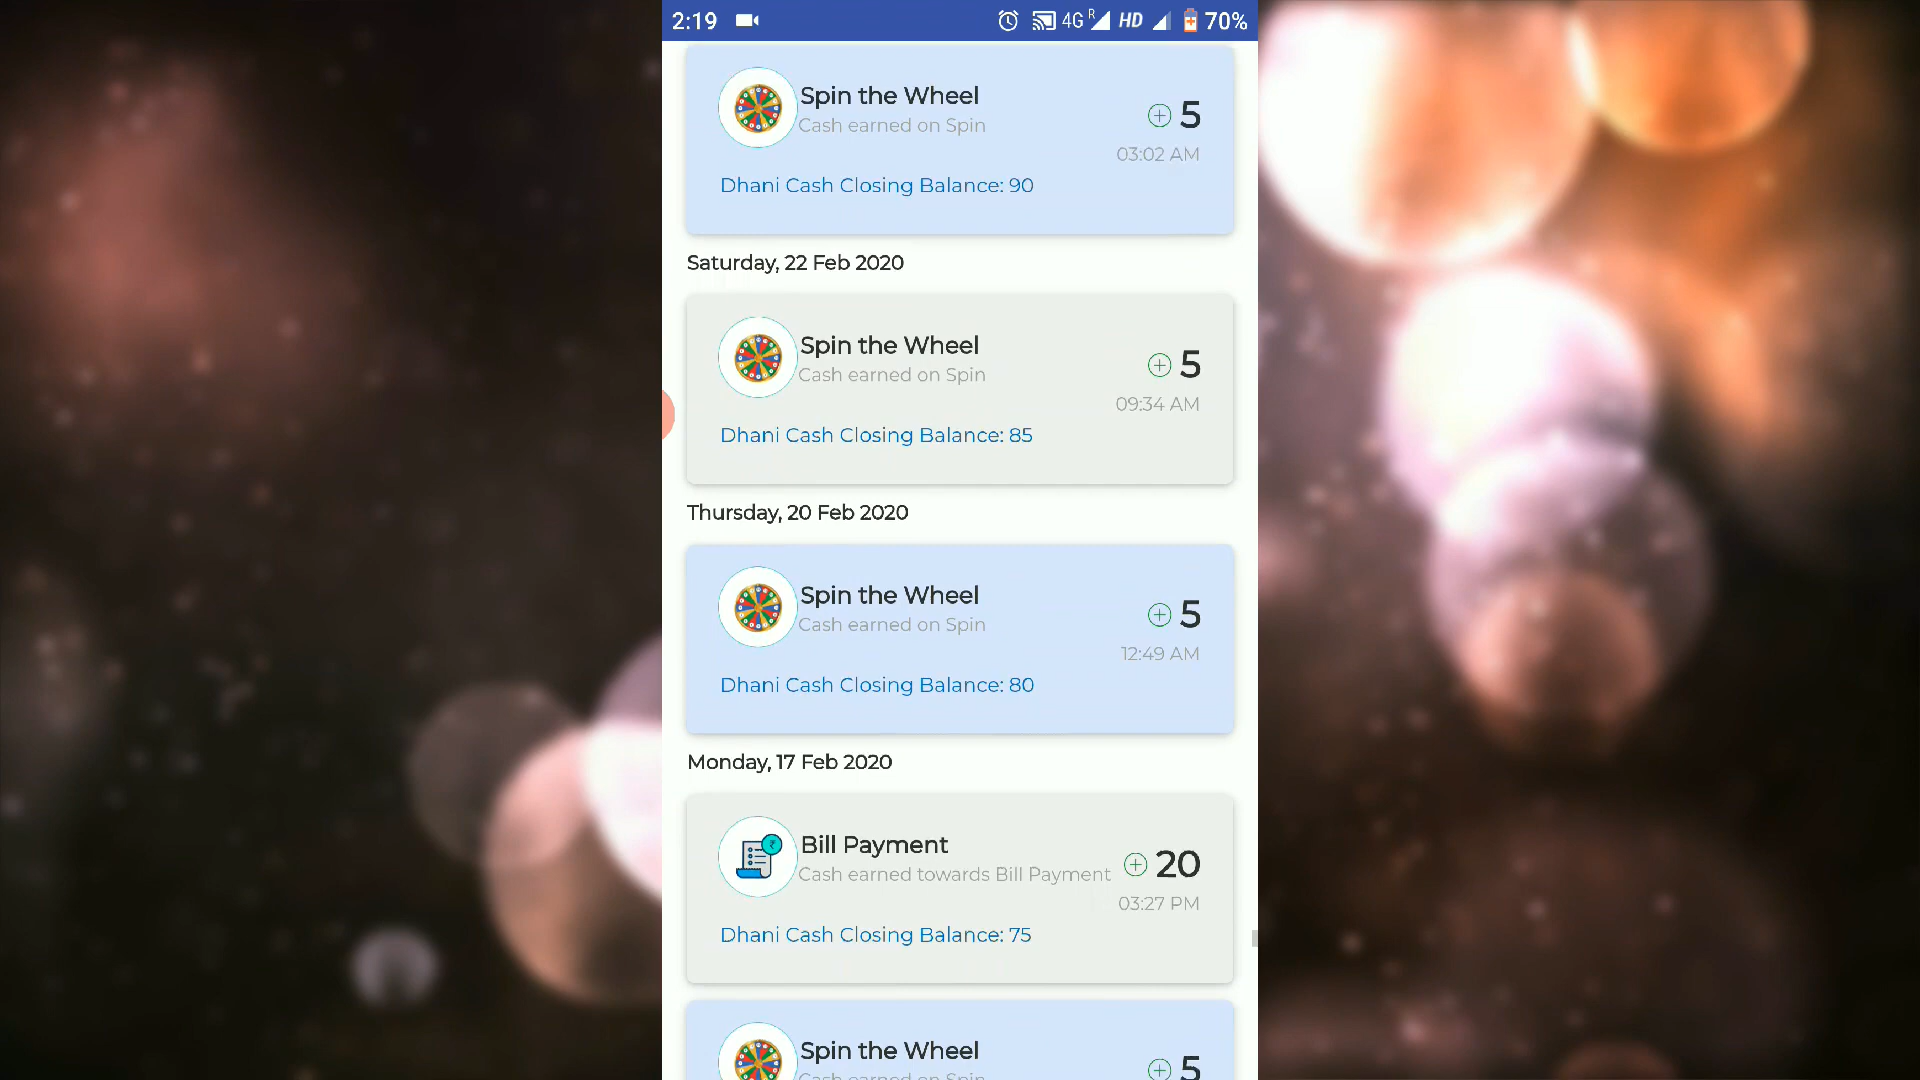 2:19 4G R HD 70%
Spin the Wheel
Cash earned on Spin
5
03:02 AM
Dhani Cash Closing Balance: 90
Saturday, 22 Feb 2020
Spin the Wheel
Cash earned on Spin
5
09:34 AM
Dhani Cash Closing Balance: 85
Thursday, 20 Feb 2020
Spin the Wheel
Cash earned on Spin
5
12:49 AM
Dhani Cash Closing Balance: 80
Monday, 17 Feb 2020
Bill Payment
Cash earned towards Bill Payment
20
03:27 PM
Dhani Cash Closing Balance: 75
Spin the Wheel
Cash earned on Spin
5